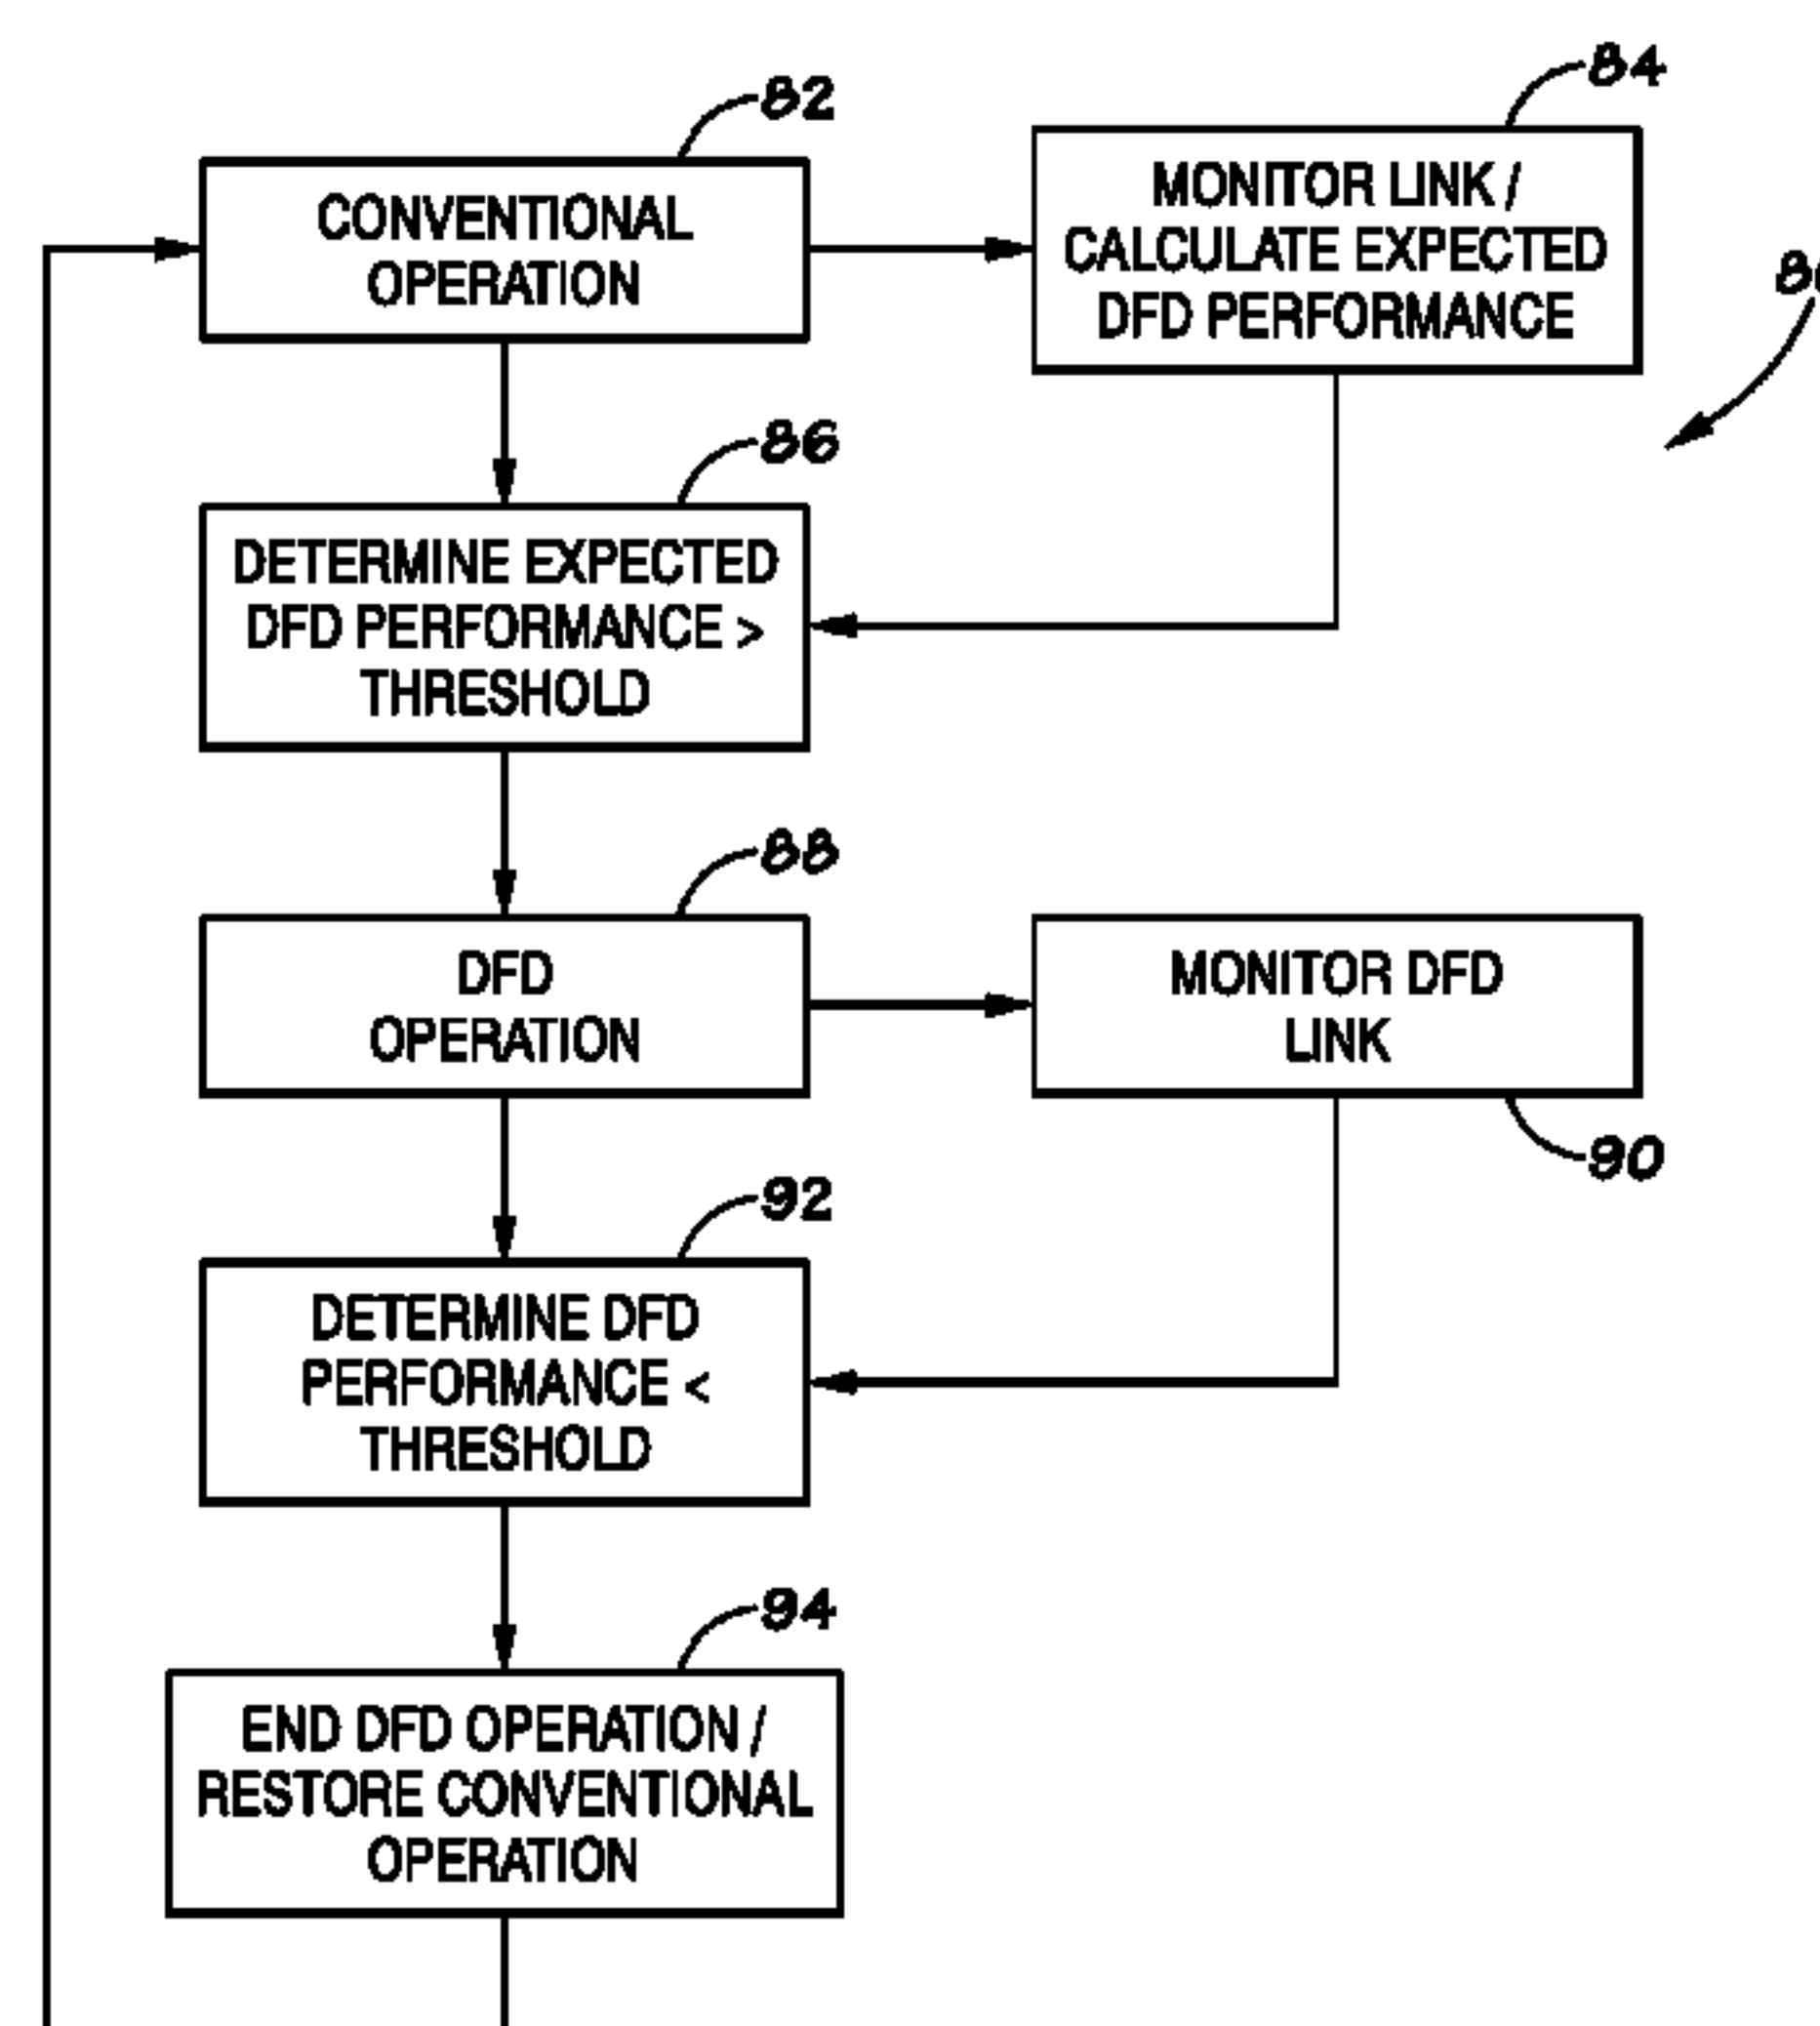 82
CONVENTIONAL
OPERATION
84
MONITOR LINK /
CALCULATE EXPECTED
DFD PERFORMANCE
86
DETERMINE EXPECTED
DFD PERFORMANCE >
THRESHOLD
88
DFD
OPERATION
MONITOR DFD
LINK
90
92
DETERMINE DFD
PERFORMANCE <
THRESHOLD
94
END DFD OPERATION /
RESTORE CONVENTIONAL
OPERATION